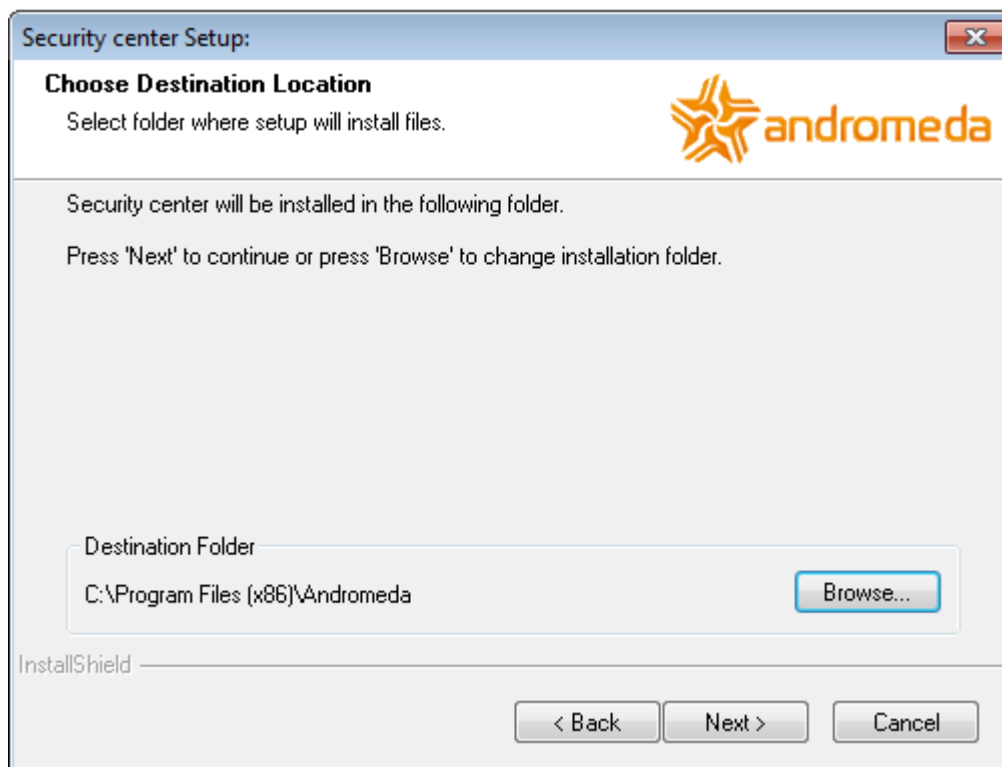 Security center Setup:
Choose Destination Location
Select folder where setup will install files.
andromeda
Security center will be installed in the following folder.
Press 'Next' to continue or press 'Browse' to change installation folder.
Destination Folder
C:\Program Files (x86)\Andromeda
Browse...
InstallShield
< Back
Next >
Cancel